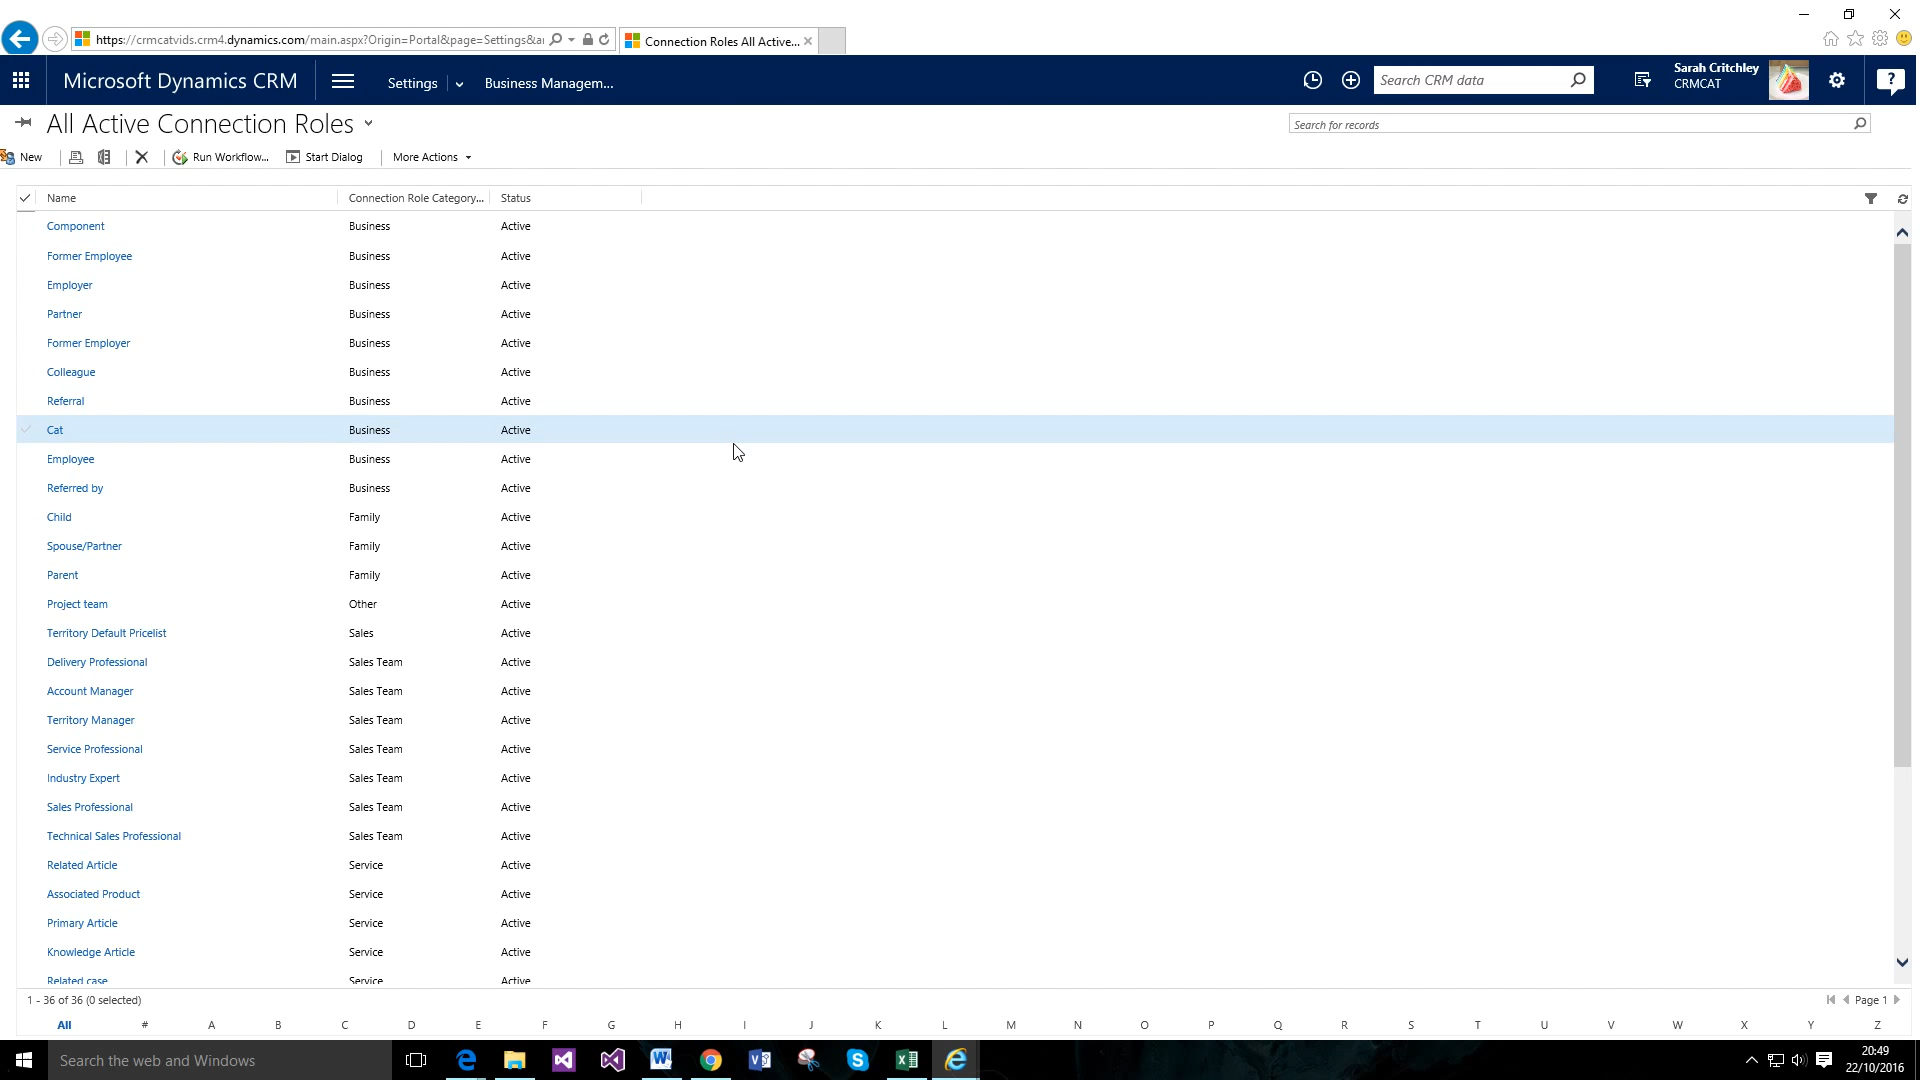 https://crmcatvids.crm4.dynamics.com/main.aspx?Origin=Portal&page=Settings&
Connection Roles All Active...
Microsoft Dynamics CRM
Settings
Business Managem...
Search CRM data
Sarah Critchley
CRMCAT
All Active Connection Roles
Search for records
New
Run Workflow...
Start Dialog
More Actions
Name Connection Role Category... Status
Component Business Active
Former Employee Business Active
Employer Business Active
Partner Business Active
Former Employer Business Active
Colleague Business Active
Referral Business Active
Cat Business Active
Employee Business Active
Referred by Business Active
Child Family Active
Spouse/Partner Family Active
Parent Family Active
Project team Other Active
Territory Default Pricelist Sales Active
Delivery Professional Sales Team Active
Account Manager Sales Team Active
Territory Manager Sales Team Active
Service Professional Sales Team Active
Industry Expert Sales Team Active
Sales Professional Sales Team Active
Technical Sales Professional Sales Team Active
Related Article Service Active
Associated Product Service Active
Primary Article Service Active
Knowledge Article Service Active
Related case Service Active
1 - 36 of 36 (0 selected)
Page 1
All # A B C D E F G H I J K L M N O P Q R S T U V W X Y Z
Search the web and Windows
20:49
22/10/2016